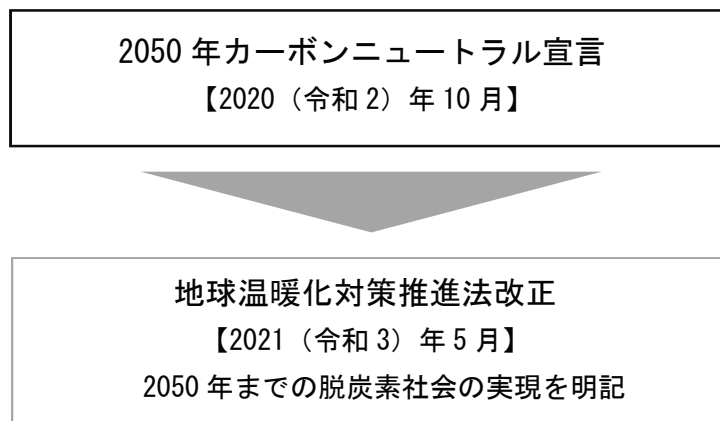 2050 年カーボンニュートラル宣言
【2020（令和 2）年 10 月】
地球温暖化対策推進法改正
【2021（令和 3）年 5 月】
2050 年までの脱炭素社会の実現を明記